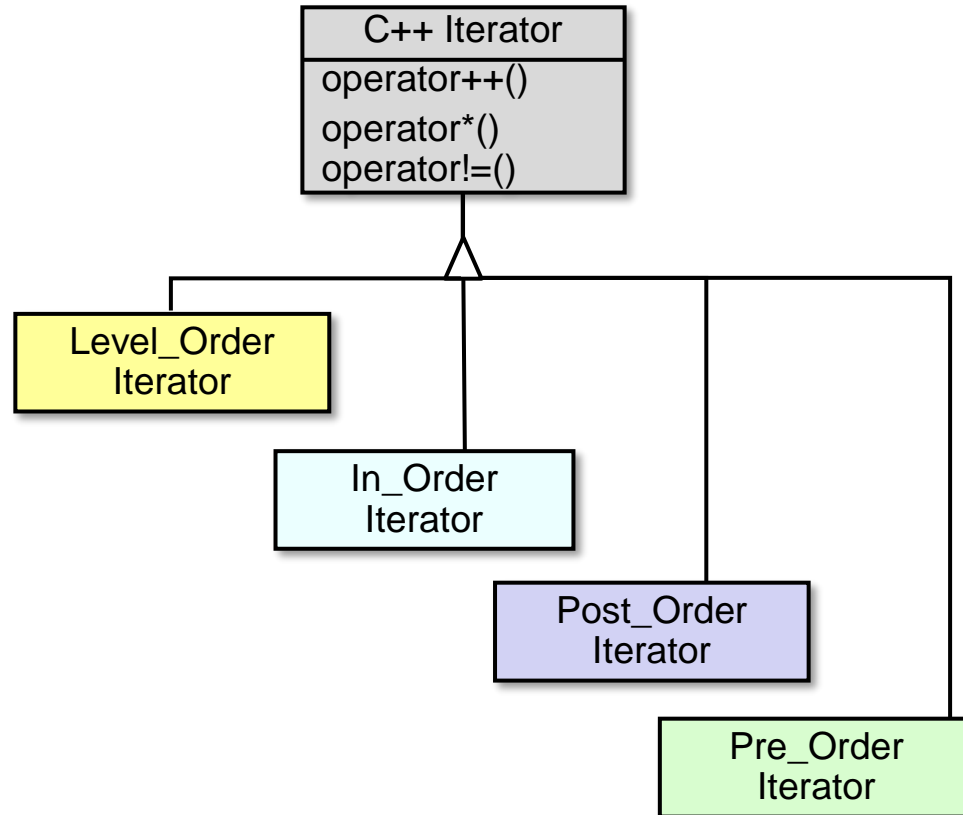 C++ Iterator
operator++()
operator*()
operator!=()
Level_Order
Iterator
In_Order
Iterator
Post_Order
Iterator
Pre_Order
Iterator